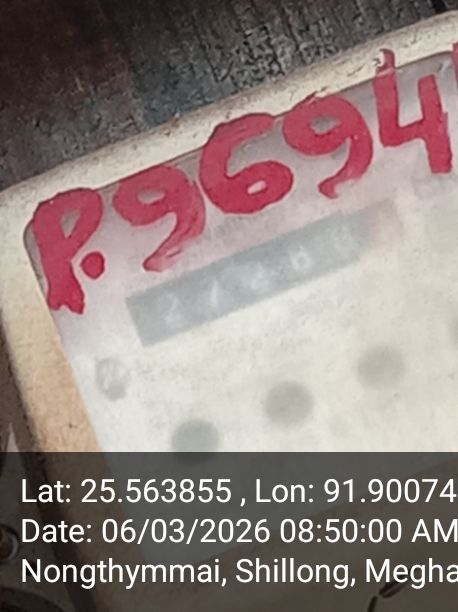 P.9694
Lat: 25.563855 , Lon: 91.90074
Date: 06/03/2026 08:50:00 AM
Nongthymmai, Shillong, Megha